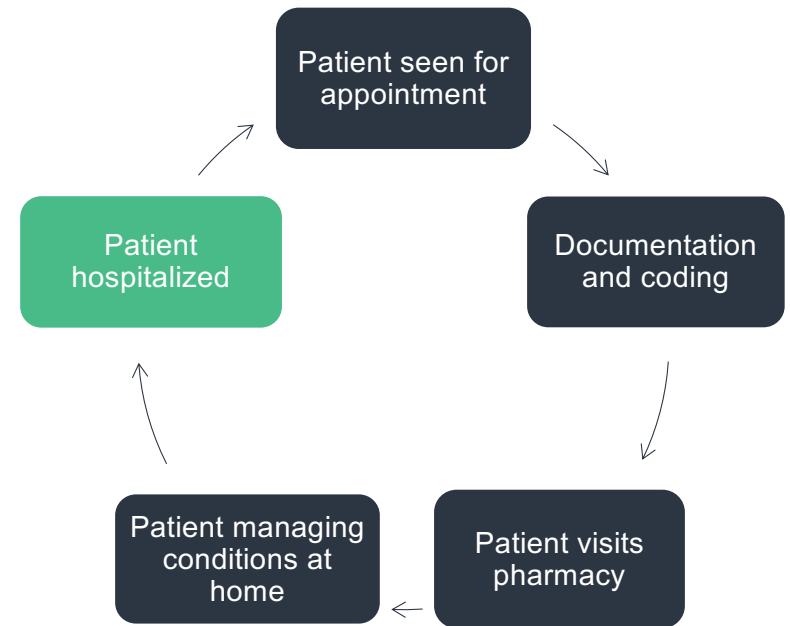 Patient seen for
appointment
Patient
hospitalized
Documentation
and coding
Patient managing
conditions at
home
Patient visits
pharmacy